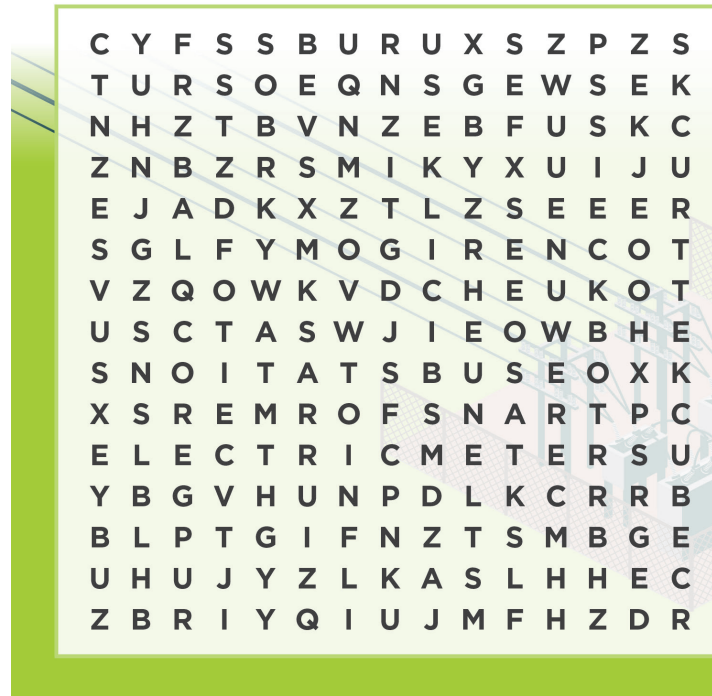 C Y F S S B U R U X S Z P Z S
T U R S O E Q N S G E W S E K
N H Z T B V N Z E B F U S K C
Z N B Z R S M I K Y X U I J U
E J A D K X Z T L Z S E E E R
S G L F Y M O G I R E N C O T
V Z Q O W K V D C H E U K O T
U S C T A S W J I E O W B H E
S N O I T A T S B U S E O X K
X S R E M R O F S N A R T P C
E L E C T R I C M E T E R S U
Y B G V H U N P D L K C R R B
B L P T G I F N Z T S M B G E
U H U J Y Z L K A S L H H E C
Z B R I Y Q I U J M F H Z D R